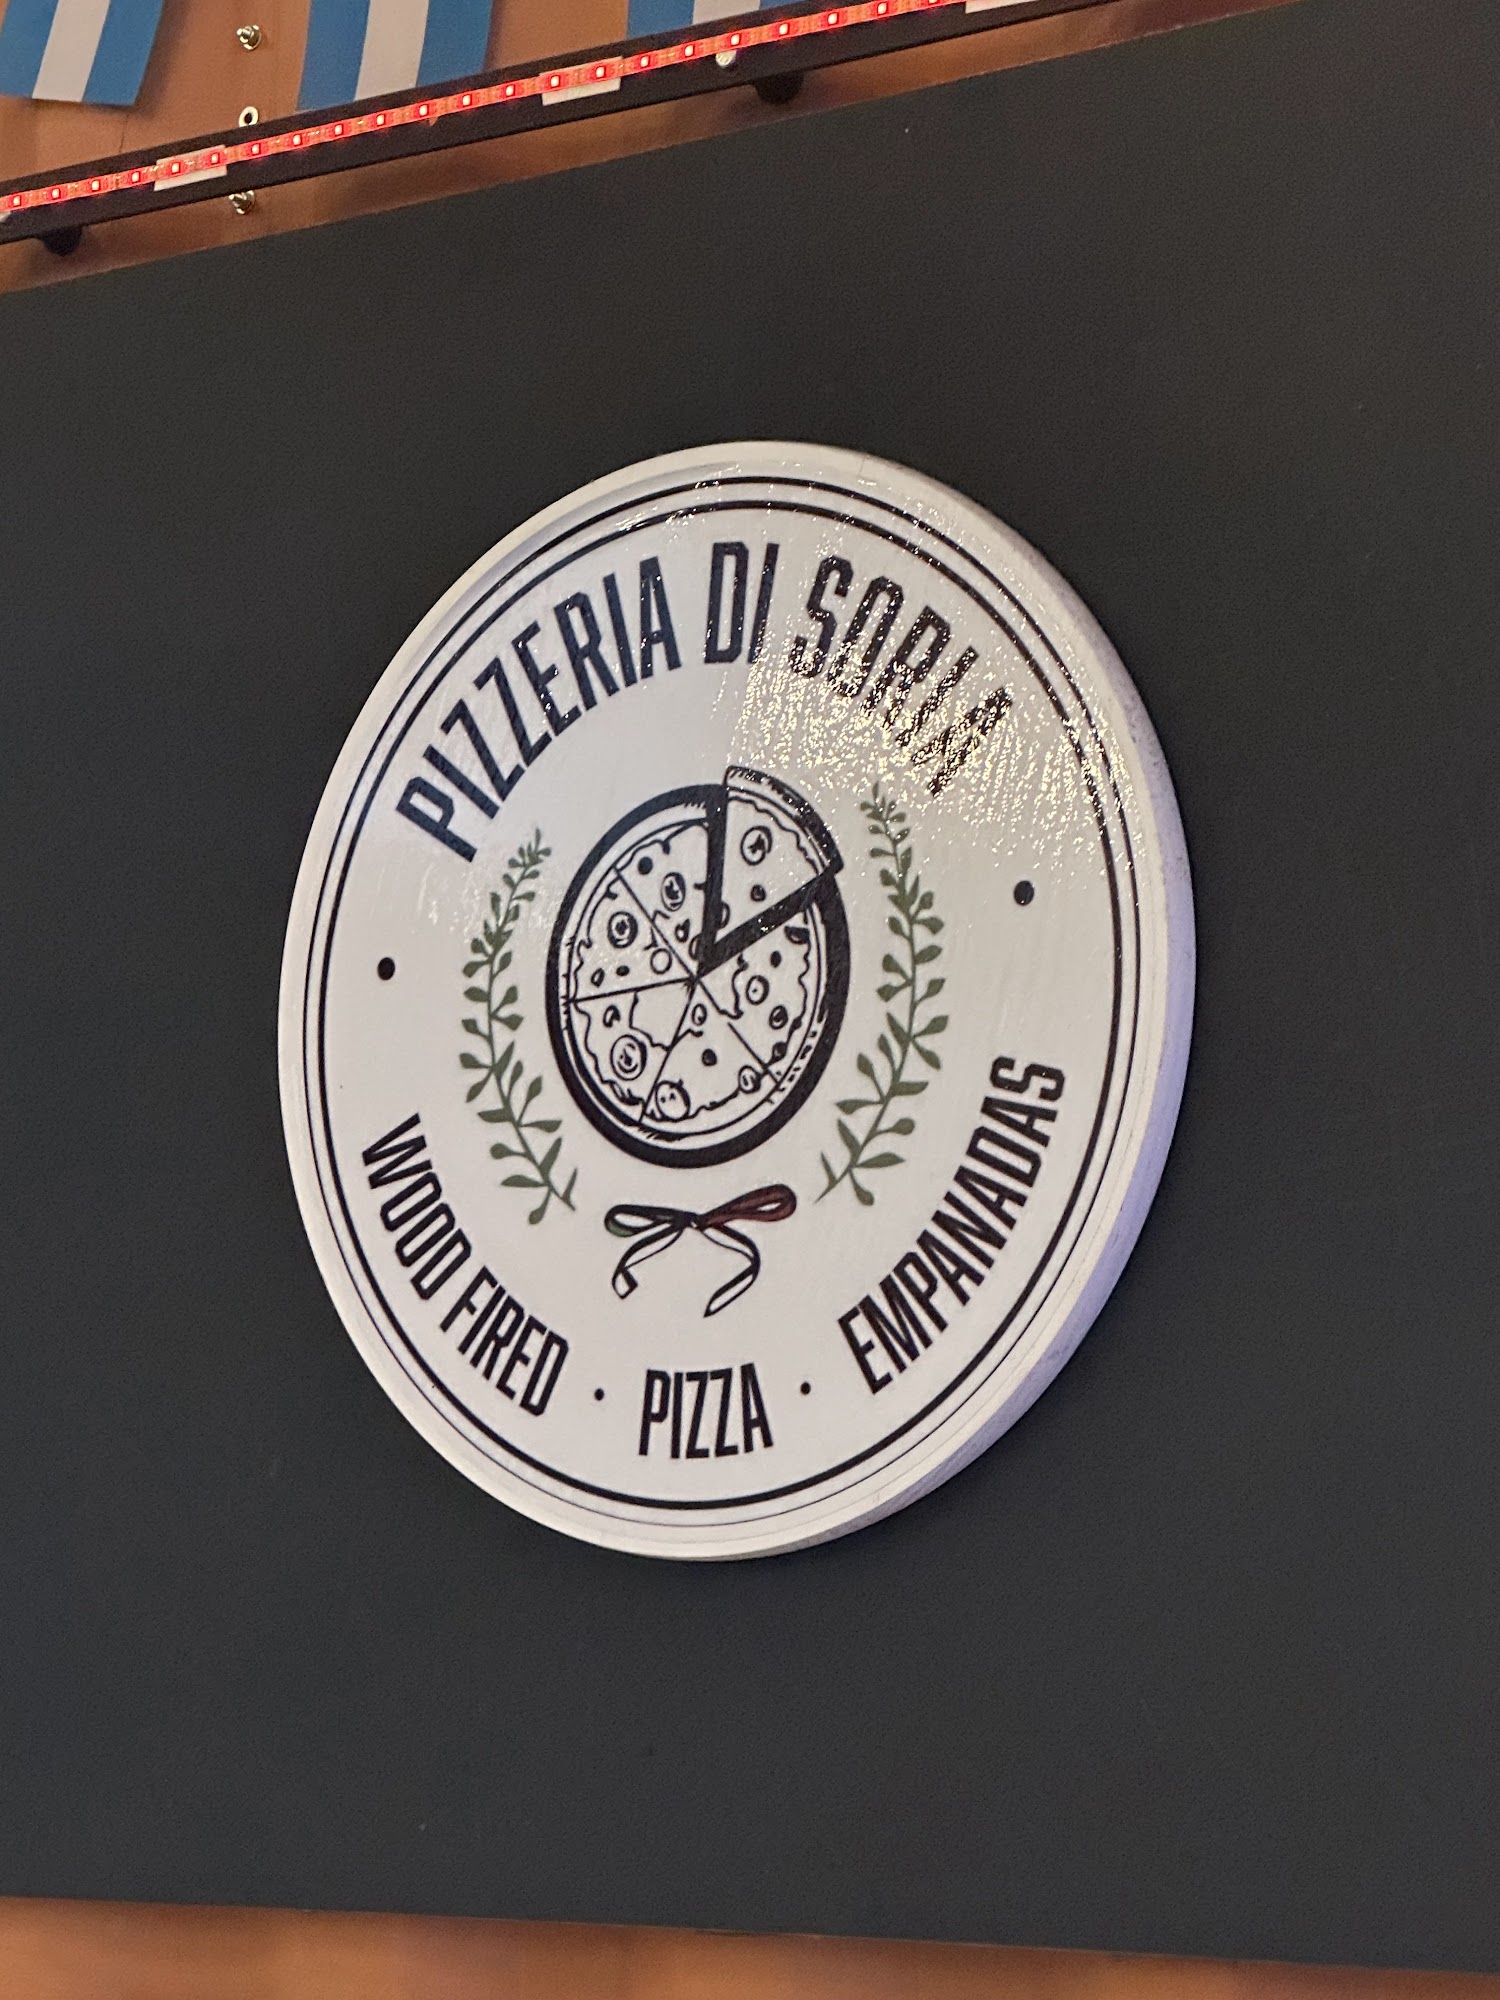 PIZZERIA DI SORIA
WOOD FIRED · PIZZA · EMPANADAS